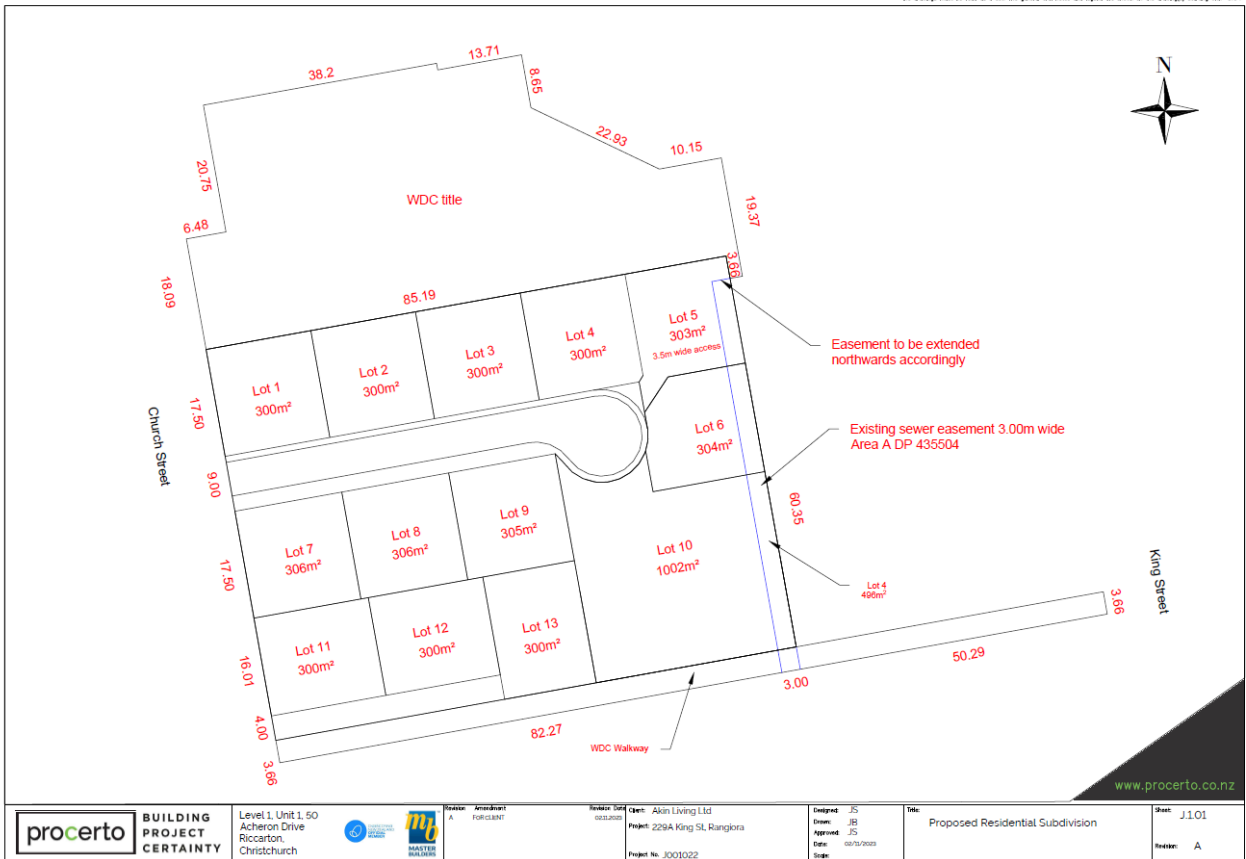 13.71
38.2
8.65
N
22.93
10.15
20.75
WDC title
19.37
6.48
3.66
18.09
85.19
Lot 5
303m²
3.5m wide access
Lot 4
300m²
Lot 3
300m²
Lot 2
300m²
Lot 1
300m²
Easement to be extended
northwards accordingly
17.50
Church Street
Lot 6
304m²
Existing sewer easement 3.00m wide
Area A DP 435504
9.00
Lot 9
305m²
Lot 8
306m²
Lot 7
306m²
60.35
Lot 10
1002m²
17.50
King Street
Lot 4
496m²
3.66
Lot 13
300m²
Lot 12
300m²
Lot 11
300m²
16.01
50.29
3.00
4.00
82.27
WDC Walkway
3.66
www.procerto.co.nz
procerto
BUILDING
PROJECT
CERTAINTY
Level 1, Unit 1, 50
Acheron Drive
Riccarton,
Christchurch
mb
MASTER
BUILDERS
Revision Amendment Revision Date
A FOR CLIENT 02.11.2023
Client: Akin Living Ltd
Project: 229A King St, Rangiora
Project No. J001022
Designed: JS
Drawn: JB
Approved: JS
Date: 02/11/2023
Scale:
Title:
Proposed Residential Subdivision
Sheet: J.1.01
Revision: A